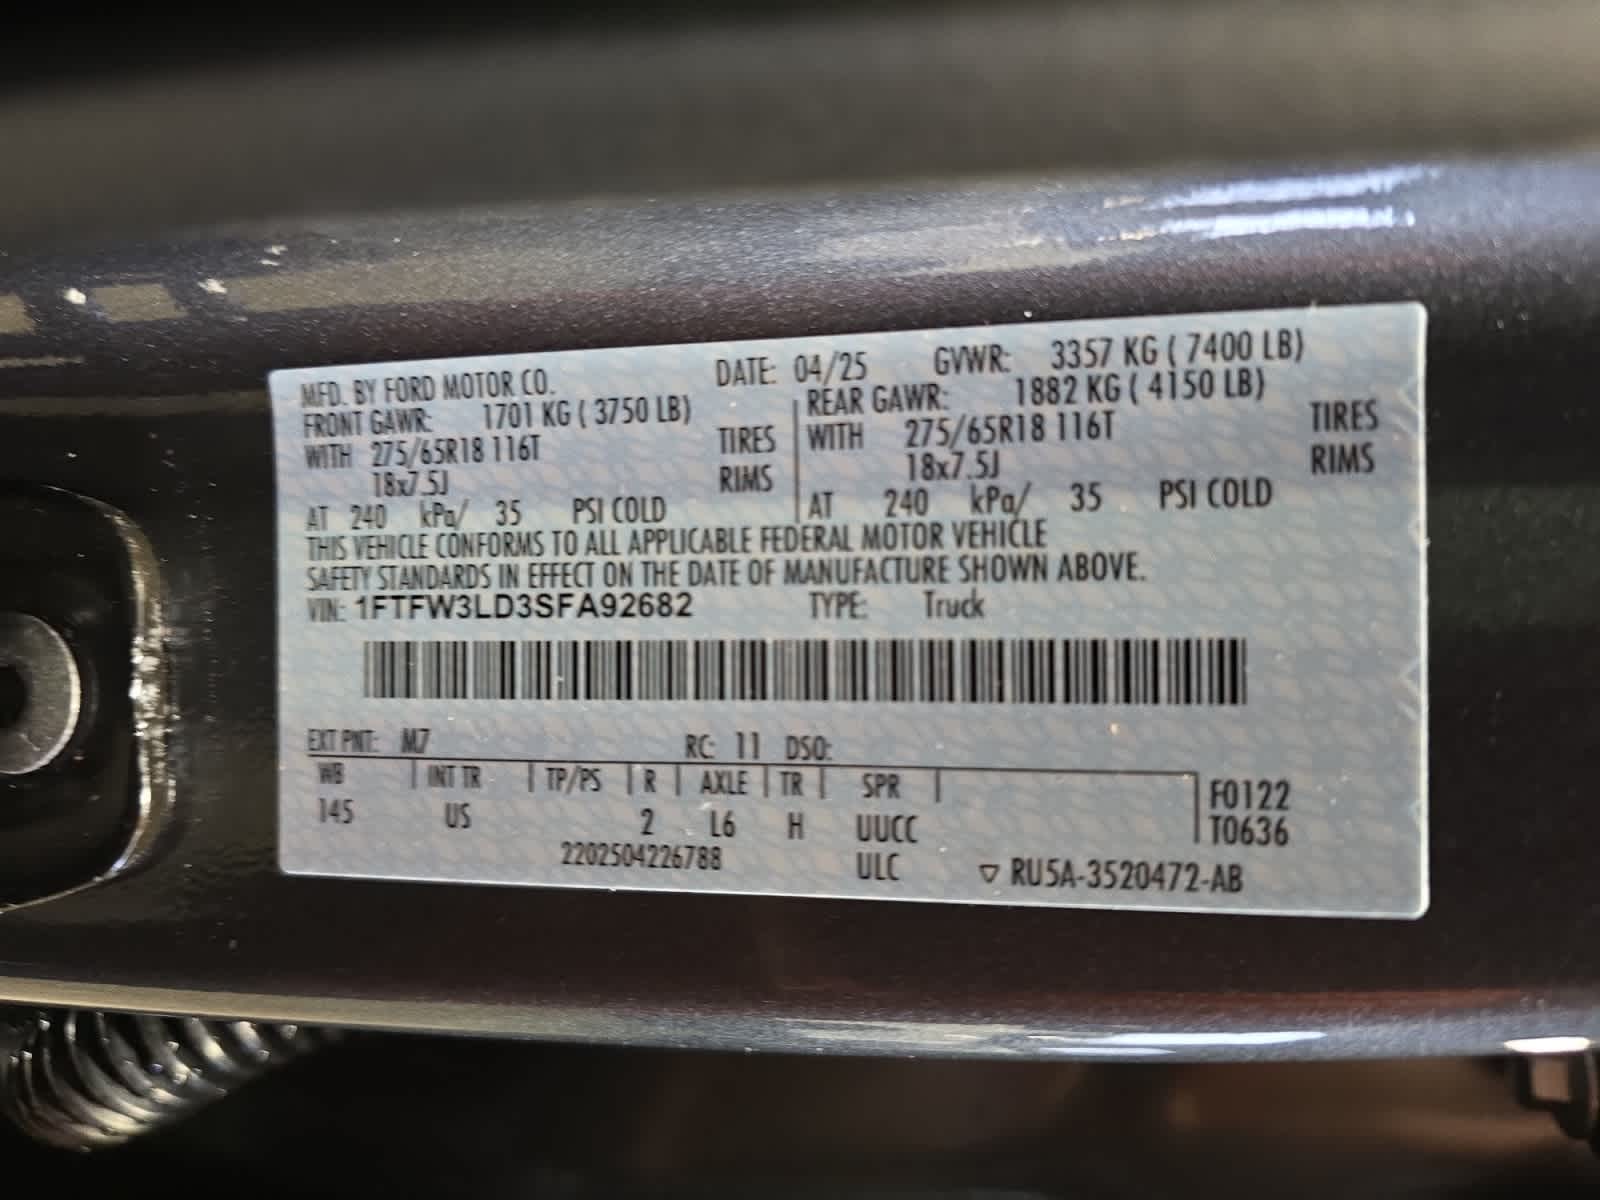 MFD. BY FORD MOTOR CO. DATE: 04/25 GVWR: 3357 KG ( 7400 LB)
FRONT GAWR: 1701 KG ( 3750 LB) REAR GAWR: 1882 KG ( 4150 LB)
WITH 275/65R18 116T TIRES WITH 275/65R18 116T TIRES
18x7.5J RIMS 18x7.5J RIMS
AT 240 kPa/ 35 PSI COLD AT 240 kPa/ 35 PSI COLD
THIS VEHICLE CONFORMS TO ALL APPLICABLE FEDERAL MOTOR VEHICLE
SAFETY STANDARDS IN EFFECT ON THE DATE OF MANUFACTURE SHOWN ABOVE.
VIN: 1FTFW3LD3SFA92682 TYPE: Truck
EXT PNT: M7 RC: 11 DSO:
WB INT TR TP/PS R AXLE TR SPR F0122
145 US 2 L6 H UUCC T0636
2202504226788 ULC RU5A-3520472-AB